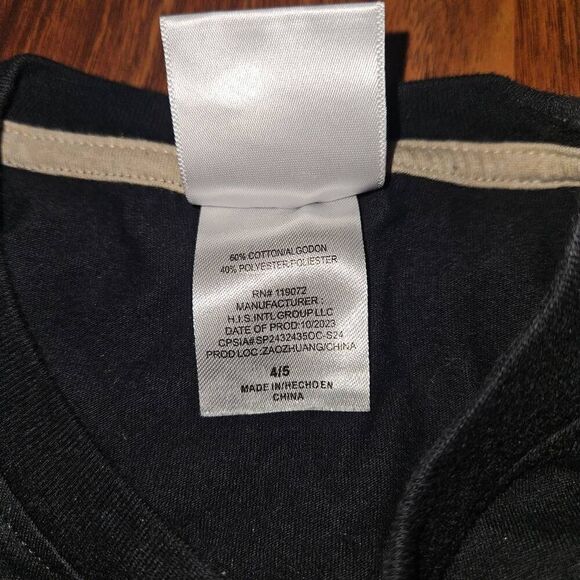 60% COTTON/ALGODON
40% POLYESTER/POLIESTER
RN# 119072
MANUFACTURER :
H.I.S.INTL GROUP LLC
DATE OF PROD:10/2023
CPSIA#SP2432435OC-S24
PROD LOC:ZAOZHUANG/CHINA
4/5
MADE IN/HECHO EN
CHINA